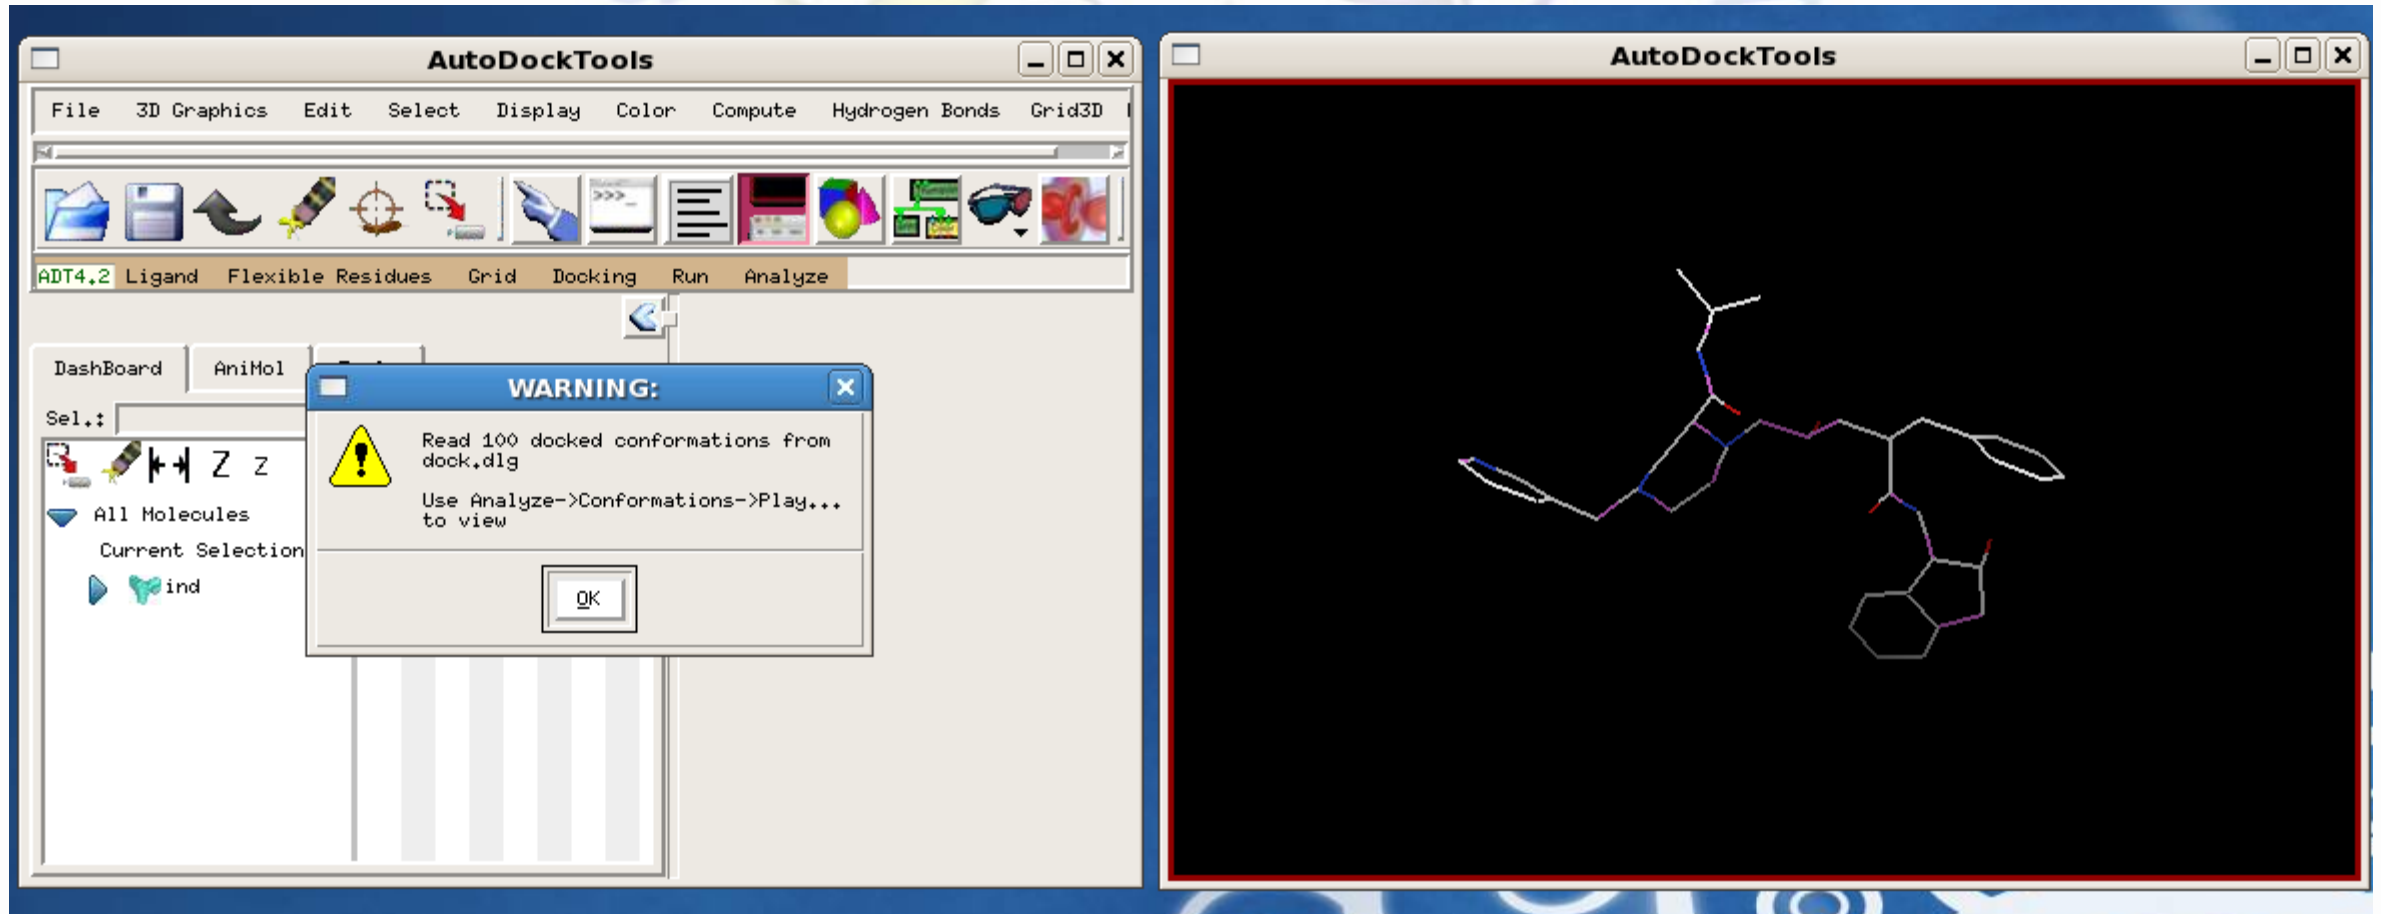 AutoDockTools
File 3D Graphics Edit Select Display Color Compute Hydrogen Bonds Grid3D
>>>_
ADT4.2 Ligand Flexible Residues Grid Docking Run Analyze
DashBoard AniMol
Sel.:
Z z
All Molecules
Current Selection
ind
WARNING:
Read 100 docked conformations from
dock.dlg
Use Analyze->Conformations->Play...
to view
OK
AutoDockTools